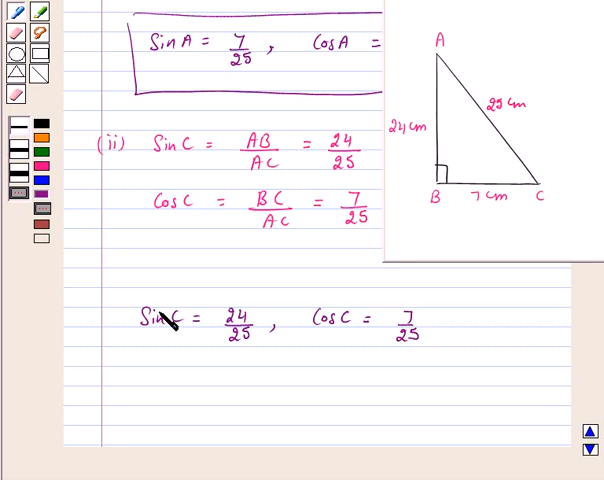 Sin A = 7/25 , Cos A =
(ii) Sin C = AB/AC = 24/25
Cos C = BC/AC = 7/25
Sin C = 24/25 , Cos C = 7/25
A
25 cm
24 cm
B 7 cm C